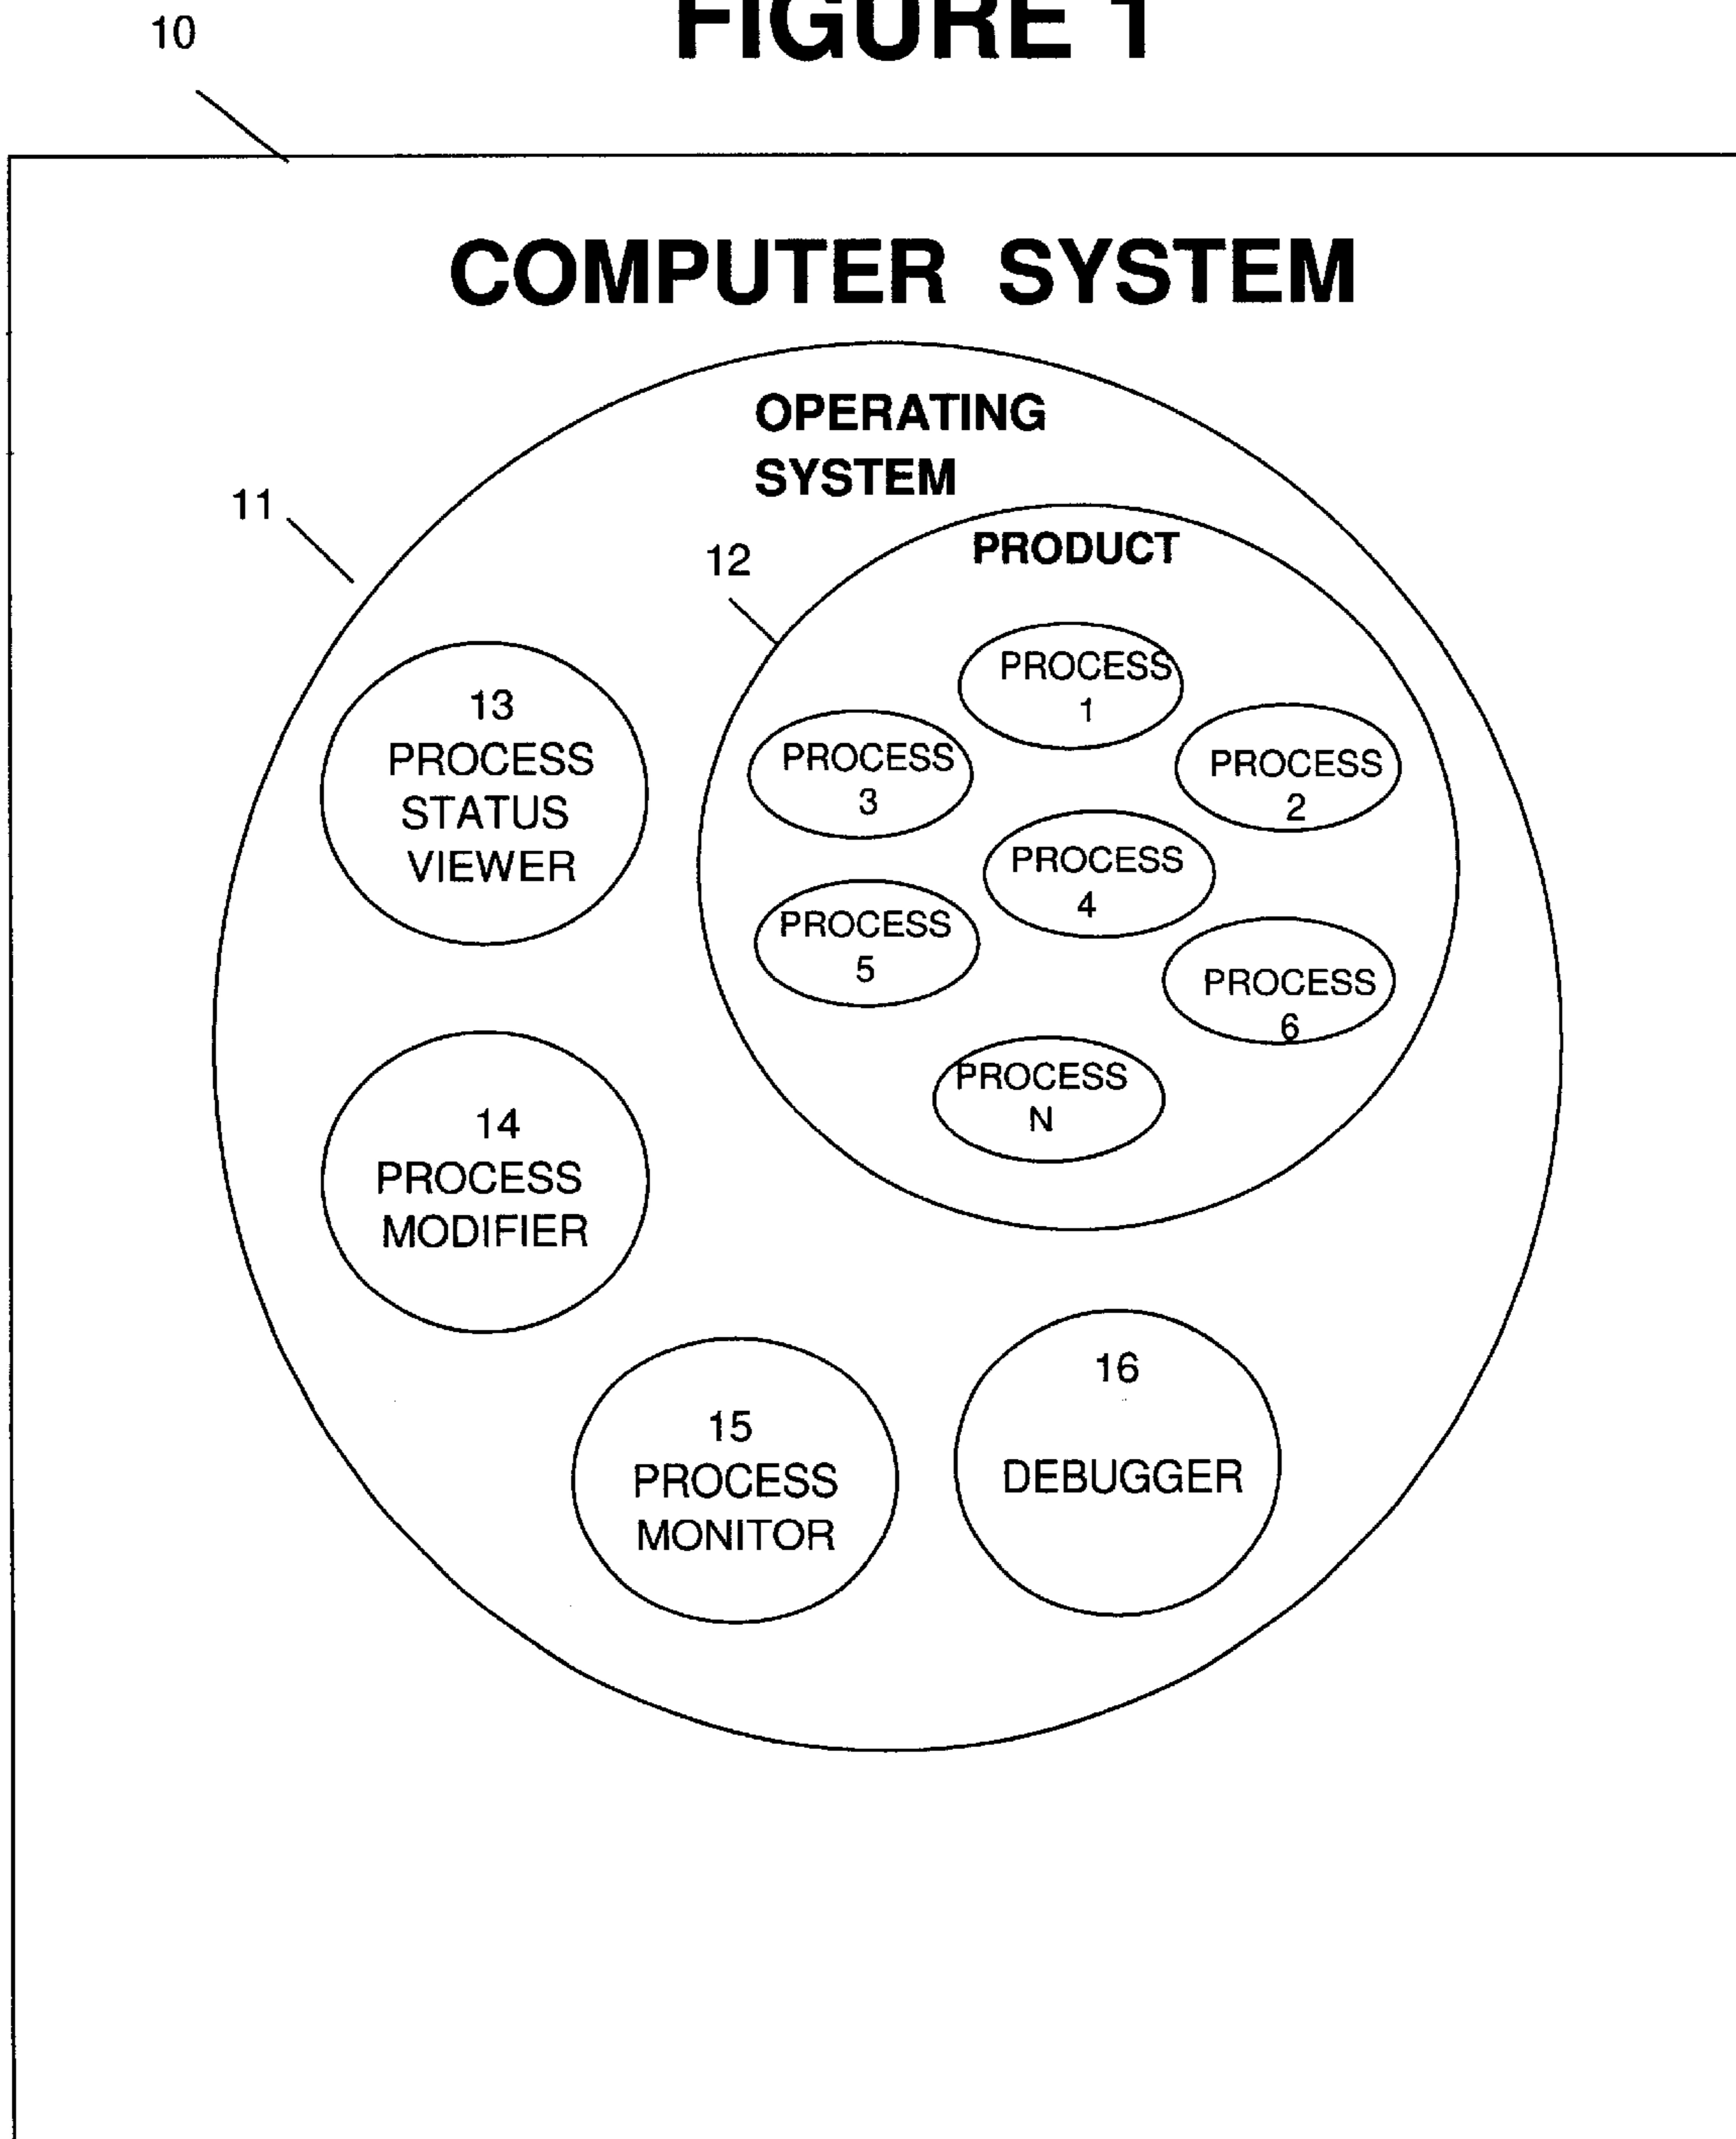 FIGURE 1
10
COMPUTER SYSTEM
OPERATING
SYSTEM
11
12
PRODUCT
PROCESS
1
PROCESS
2
PROCESS
3
PROCESS
4
PROCESS
5
PROCESS
6
PROCESS
N
13
PROCESS
STATUS
VIEWER
14
PROCESS
MODIFIER
15
PROCESS
MONITOR
16
DEBUGGER